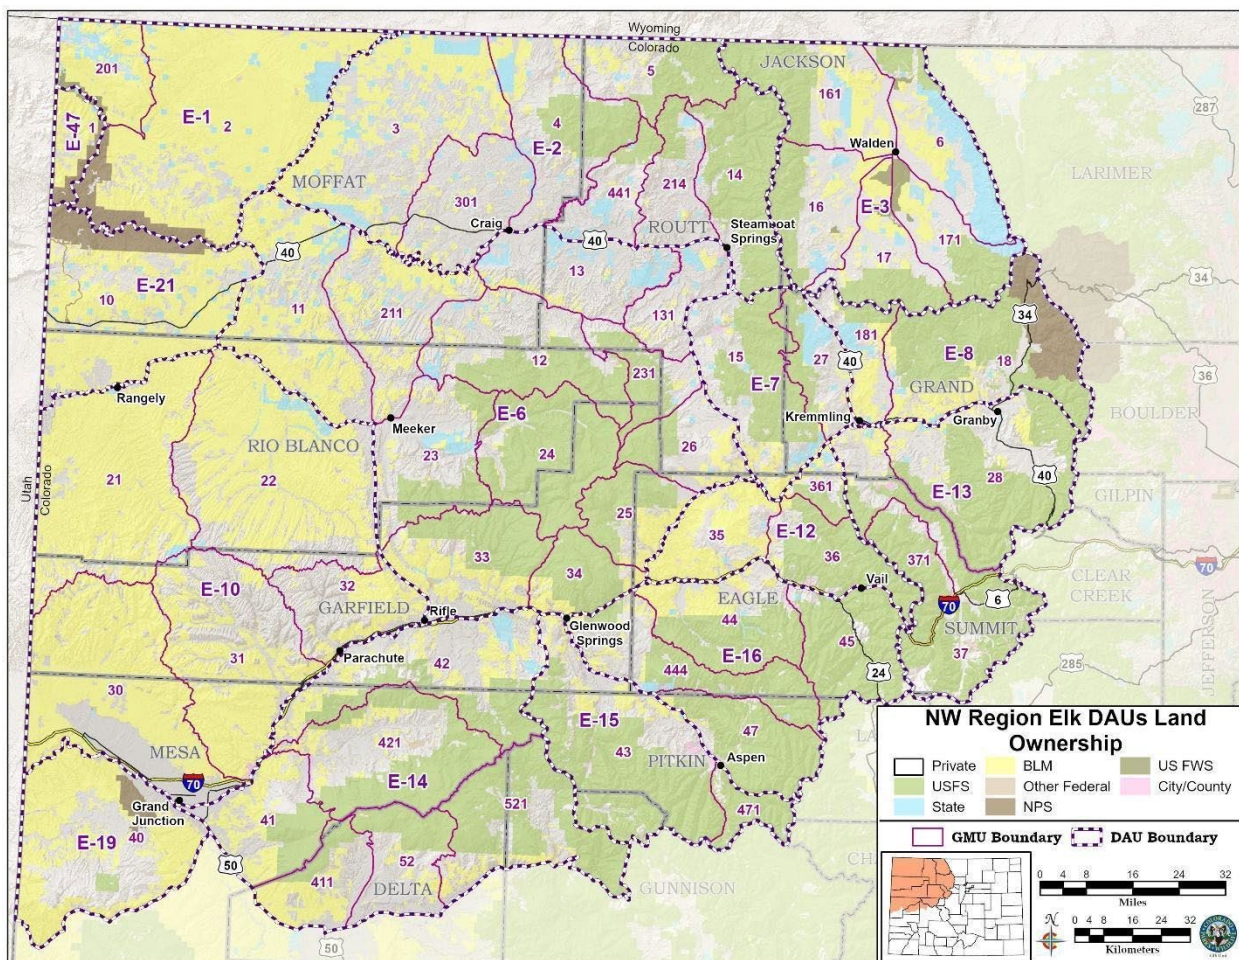 Wyoming
Colorado
JACKSON
201
5
161
287
E-47
1
E-1
2
3
4
6
E-2
Walden
LARIMER
MOFFAT
441
214
14
301
16
E-3
Craig
ROUTT
Steamboat
Springs
40
40
171
17
13
34
E-21
10
11
211
131
34
181
12
15
27
40
E-8
18
231
E-7
GRAND
36
Rangely
Kremmling
Granby
BOULDER
Meeker
E-6
RIO BLANCO
26
23
24
40
Utah
Colorado
21
22
28
361
E-13
GILPIN
25
35
E-12
33
36
371
70
34
CLEAR
CREEK
E-10
32
Vail
GARFIELD
Rifle
EAGLE
70
6
JEFFERSON
Glenwood
Springs
44
SUMMIT
45
Parachute
42
E-16
31
37
285
444
24
30
E-15
47
MESA
421
43
PITKIN
Aspen
E-14
70
Grand
Junction
521
471
41
40
E-19
50
52
411
DELTA
GUNNISON
50
NW Region Elk DAUs Land
Ownership
Private
BLM
US FWS
USFS
Other Federal
City/County
State
NPS
GMU Boundary
DAU Boundary
0 4 8 16 24 32
Miles
N
0 4 8 16 24 32
Kilometers